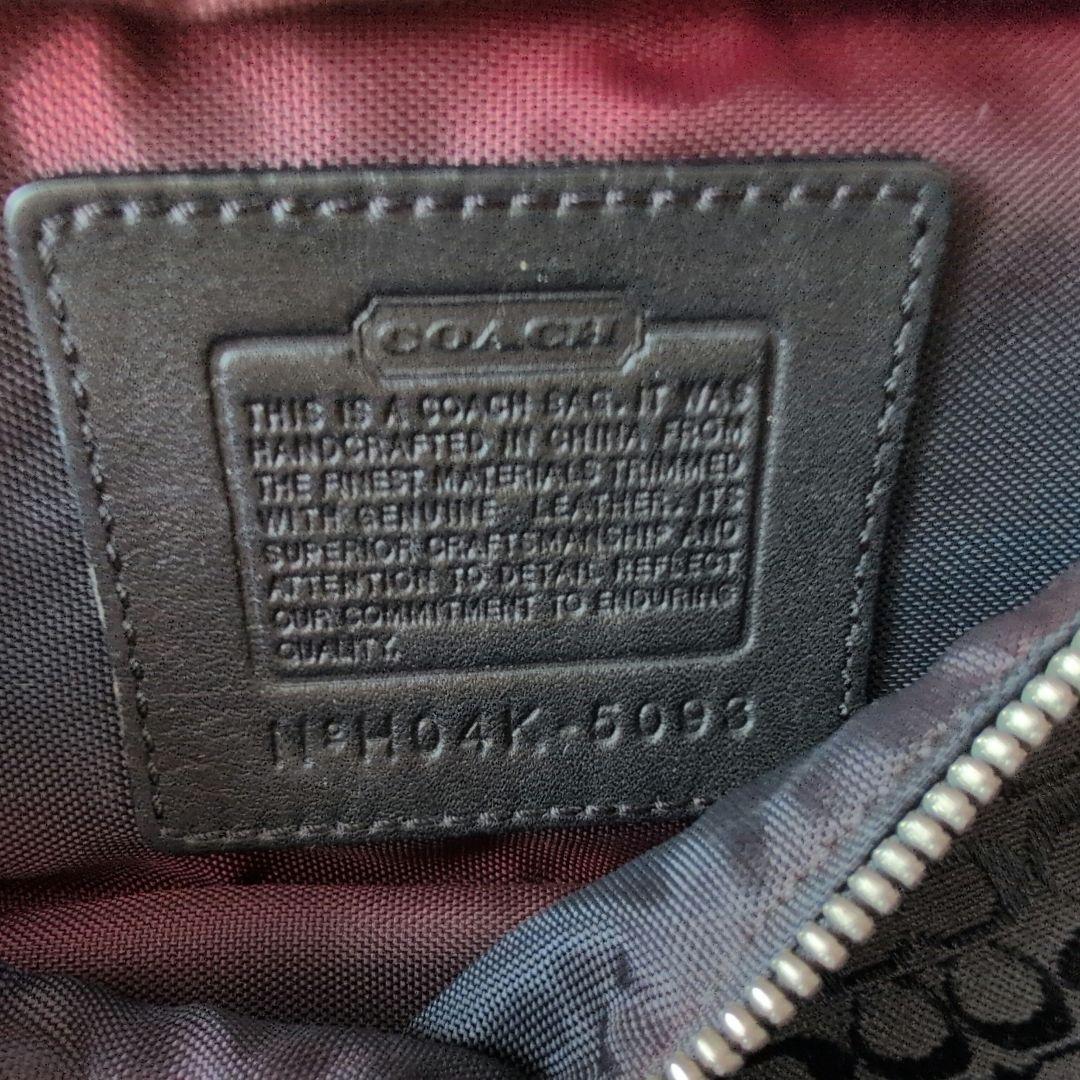 COACH
THIS IS A COACH BAG. IT WAS
HANDCRAFTED IN CHINA FROM
THE FINEST MATERIALS TRIMMED
WITH GENUINE LEATHER. ITS
SUPERIOR CRAFTSMANSHIP AND
ATTENTION TO DETAIL REFLECT
OUR COMMITMENT TO ENDURING
QUALITY.
Nº H04K-5093